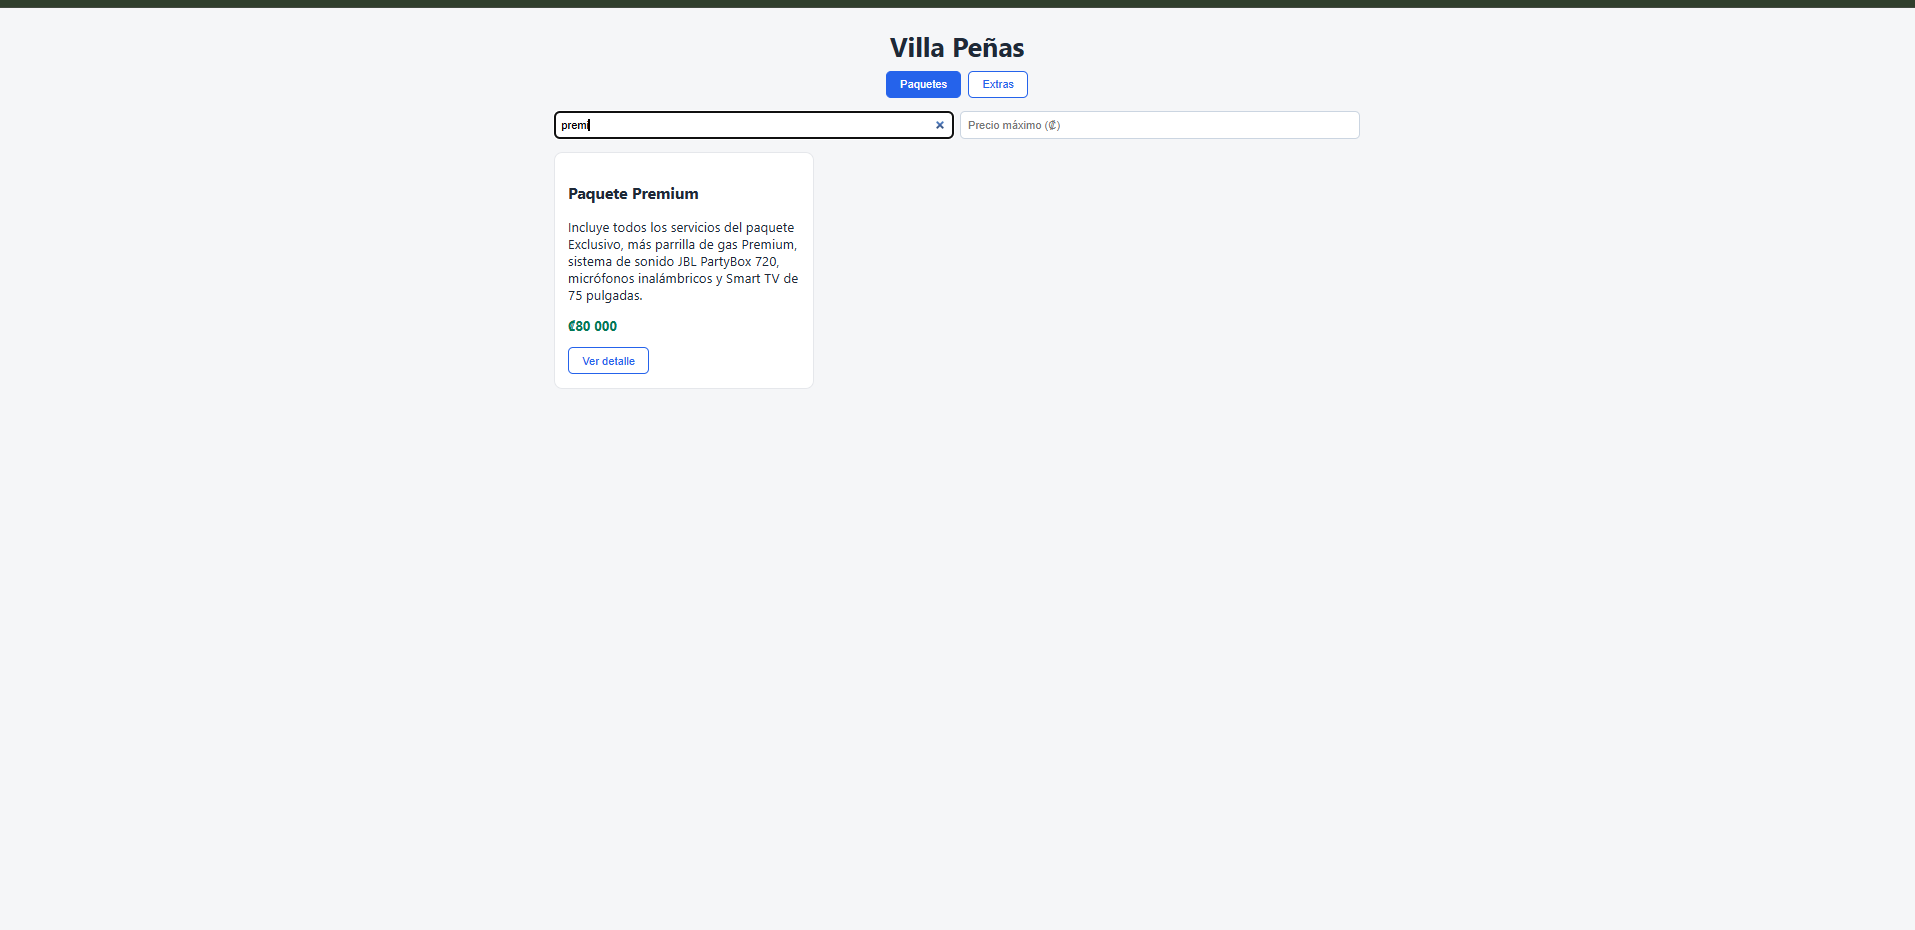 Villa Peñas
Paquetes Extras
premi × Precio máximo (₡)
Paquete Premium
Incluye todos los servicios del paquete
Exclusivo, más parrilla de gas Premium,
sistema de sonido JBL PartyBox 720,
micrófonos inalámbricos y Smart TV de
75 pulgadas.
₡80 000
Ver detalle